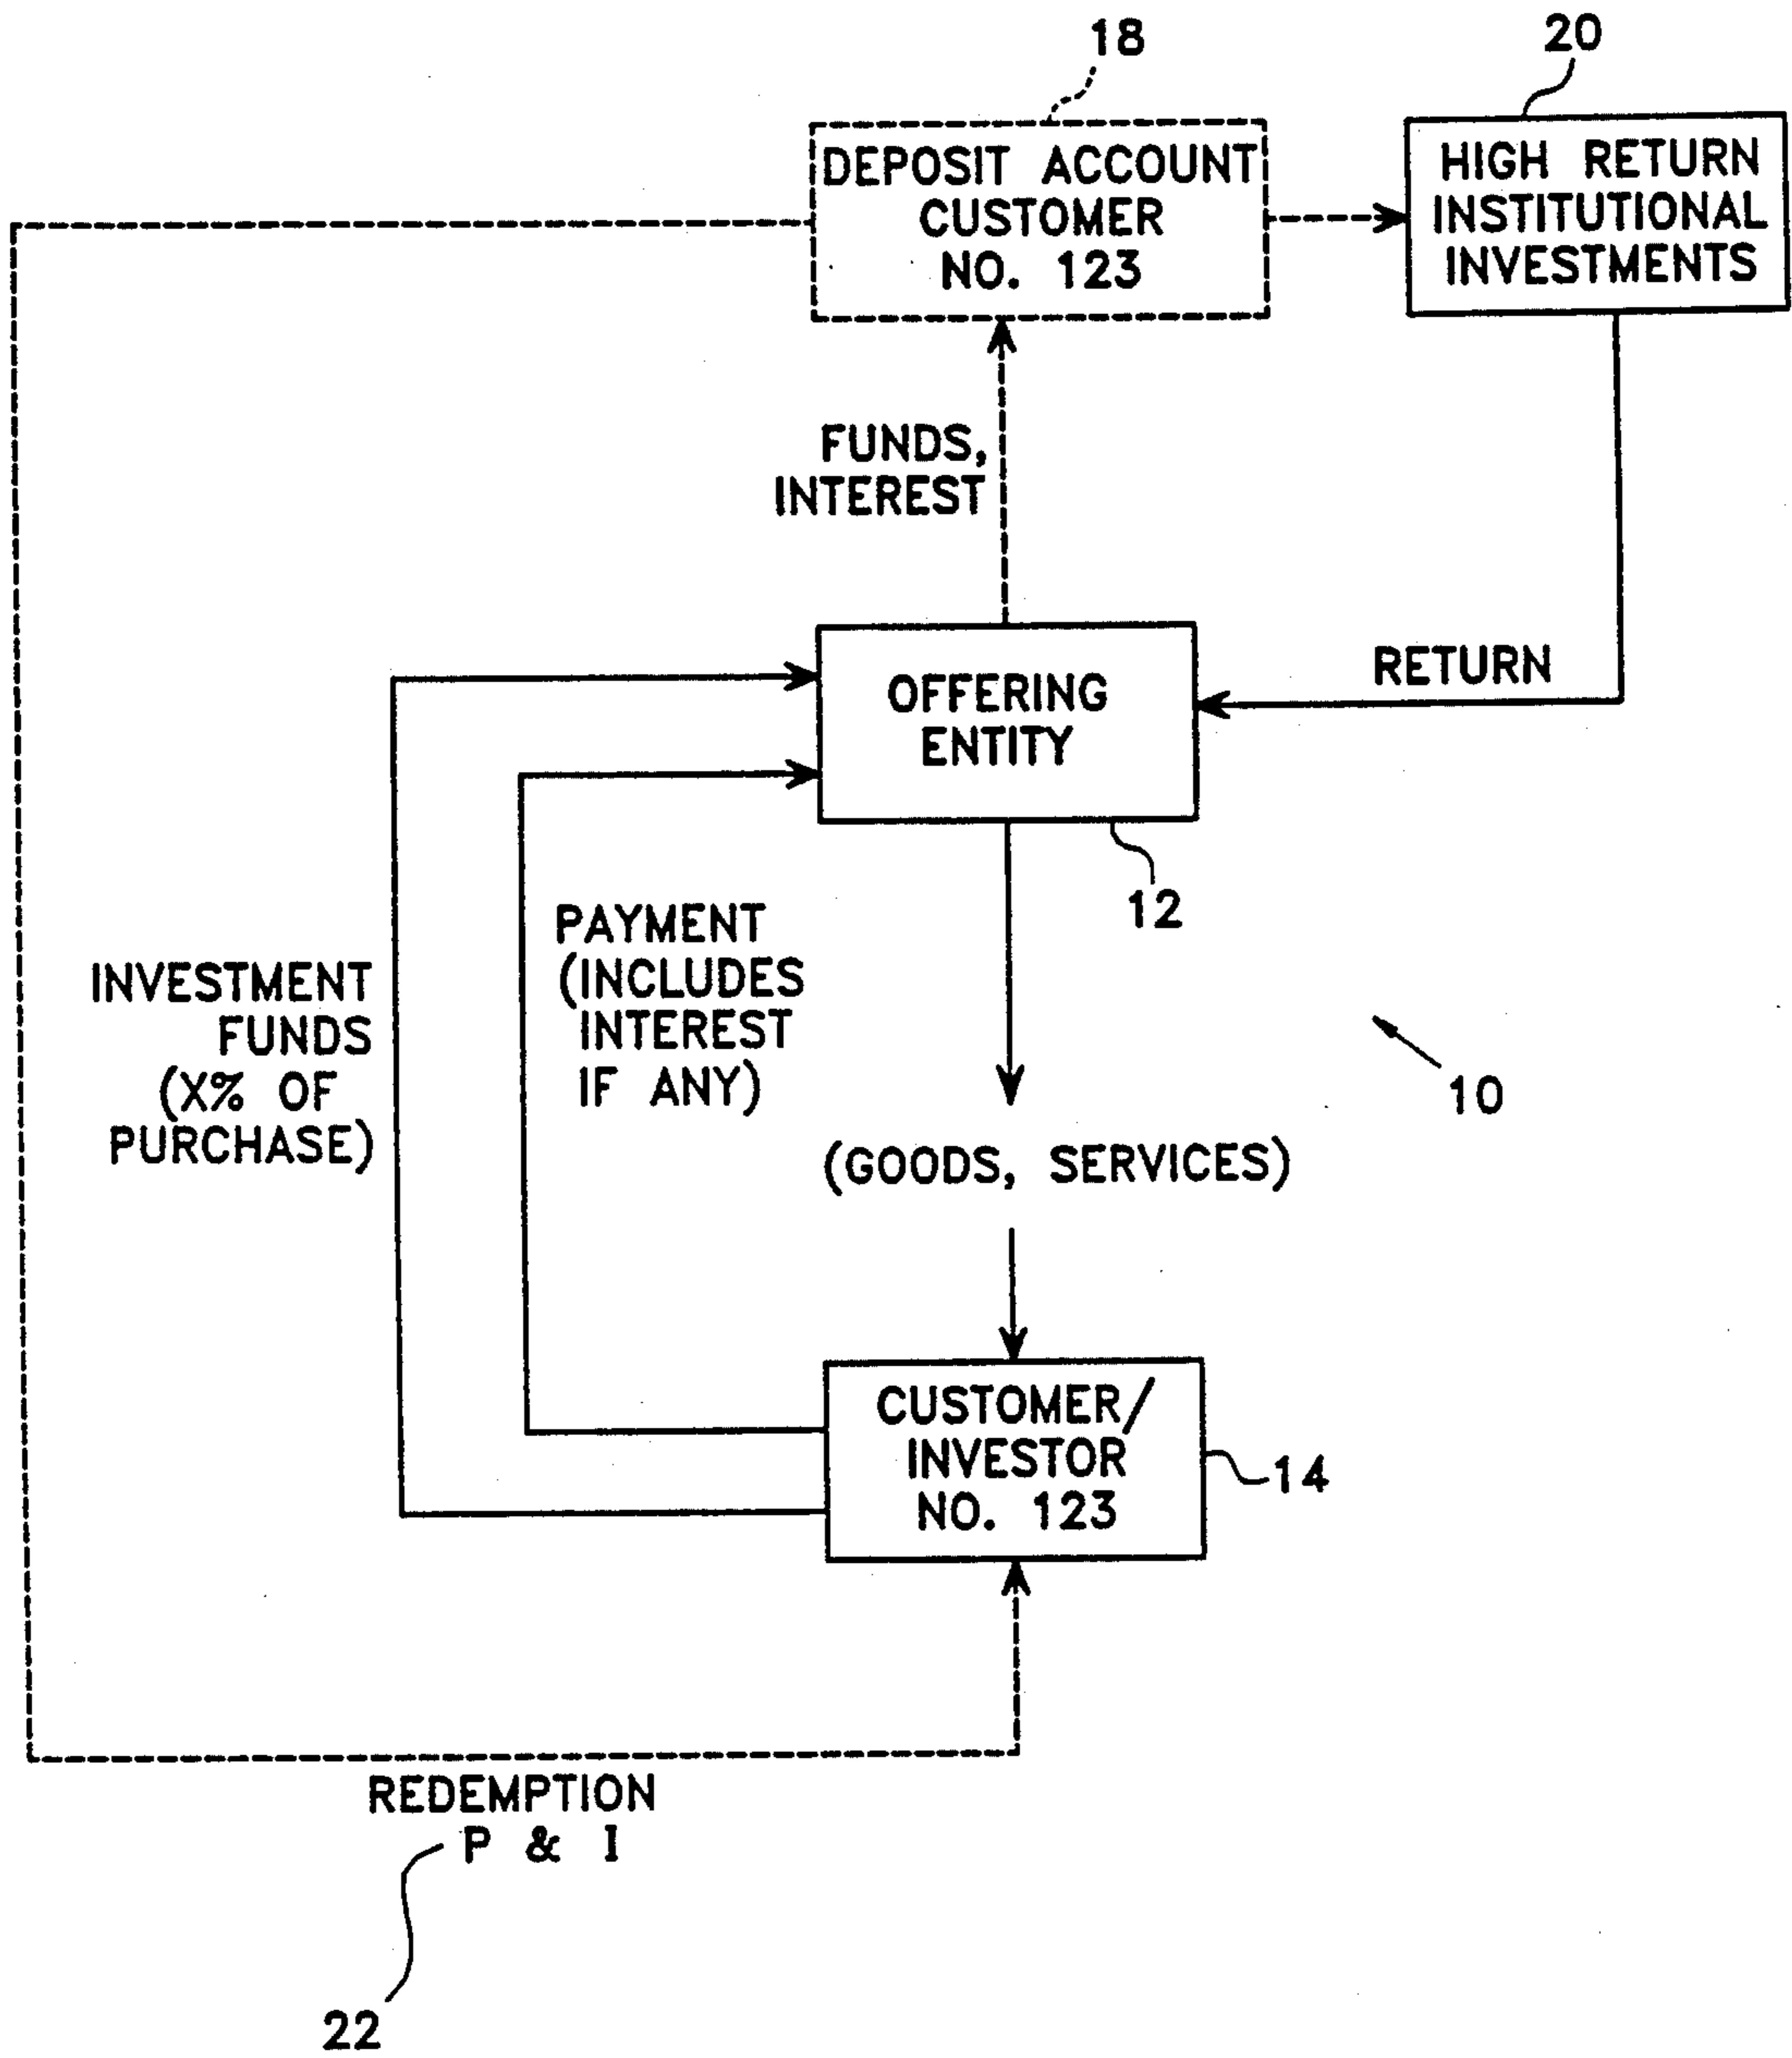 18
20
DEPOSIT ACCOUNT
CUSTOMER
NO. 123
HIGH RETURN
INSTITUTIONAL
INVESTMENTS
FUNDS,
INTEREST
RETURN
OFFERING
ENTITY
12
PAYMENT
(INCLUDES
INTEREST
IF ANY)
INVESTMENT
FUNDS
(X% OF
PURCHASE)
10
(GOODS, SERVICES)
CUSTOMER/
INVESTOR
NO. 123
14
REDEMPTION
P & I
22